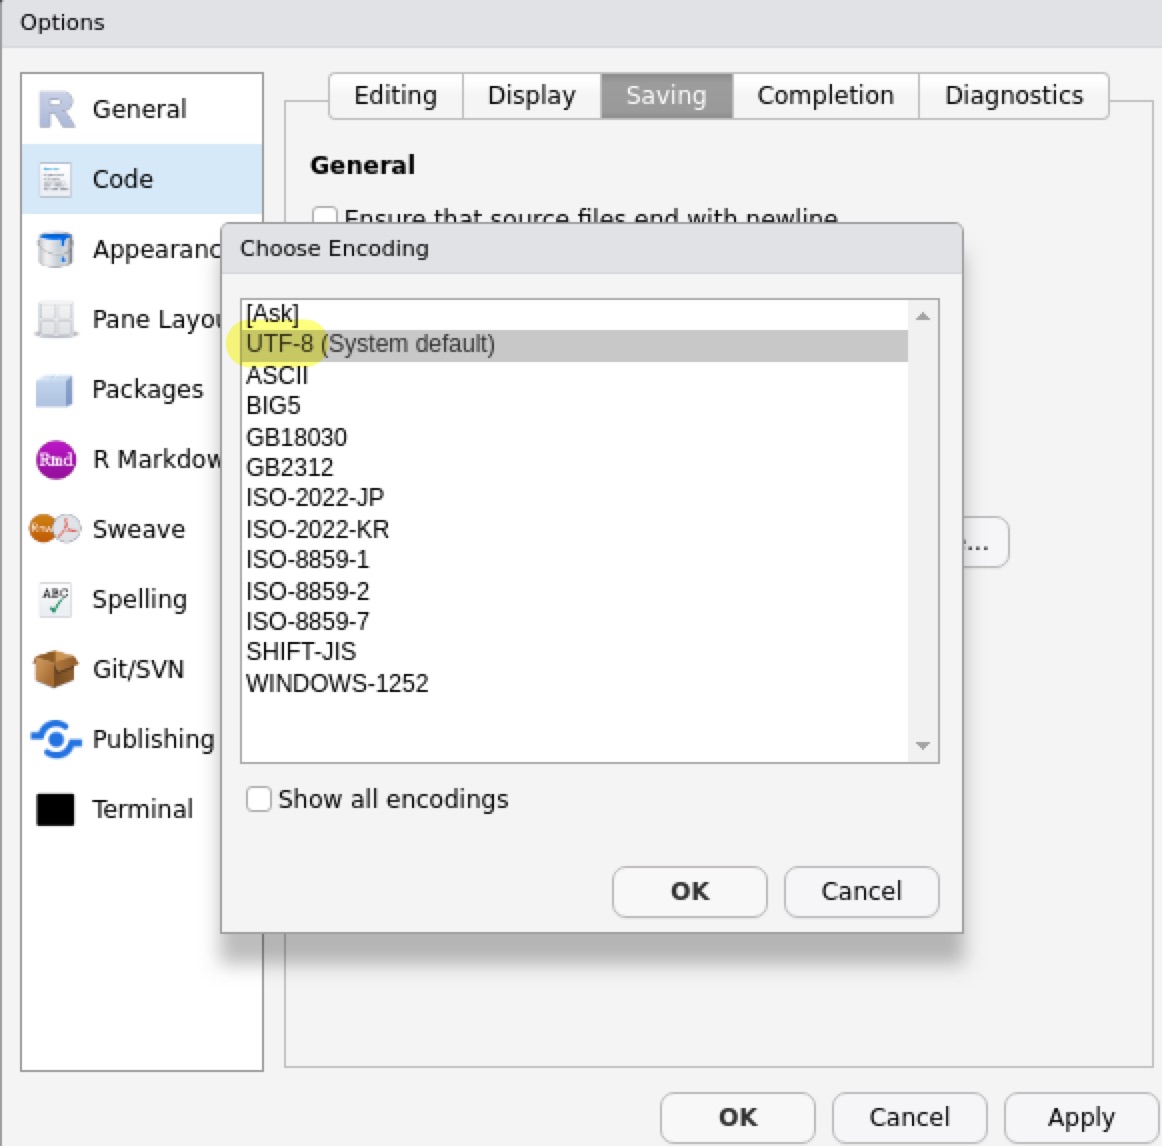 Options
General
Code
Appearanc
Pane Layou
Packages
Rmd
R Markdow
Sweave
ABC
Spelling
Git/SVN
Publishing
Terminal
Editing
Display
Saving
Completion
Diagnostics
General
Ensure that source files end with newline
Choose Encoding
[Ask]
UTF-8 (System default)
ASCII
BIG5
GB18030
GB2312
ISO-2022-JP
ISO-2022-KR
ISO-8859-1
ISO-8859-2
ISO-8859-7
SHIFT-JIS
WINDOWS-1252
Show all encodings
OK
Cancel
...
OK
Cancel
Apply